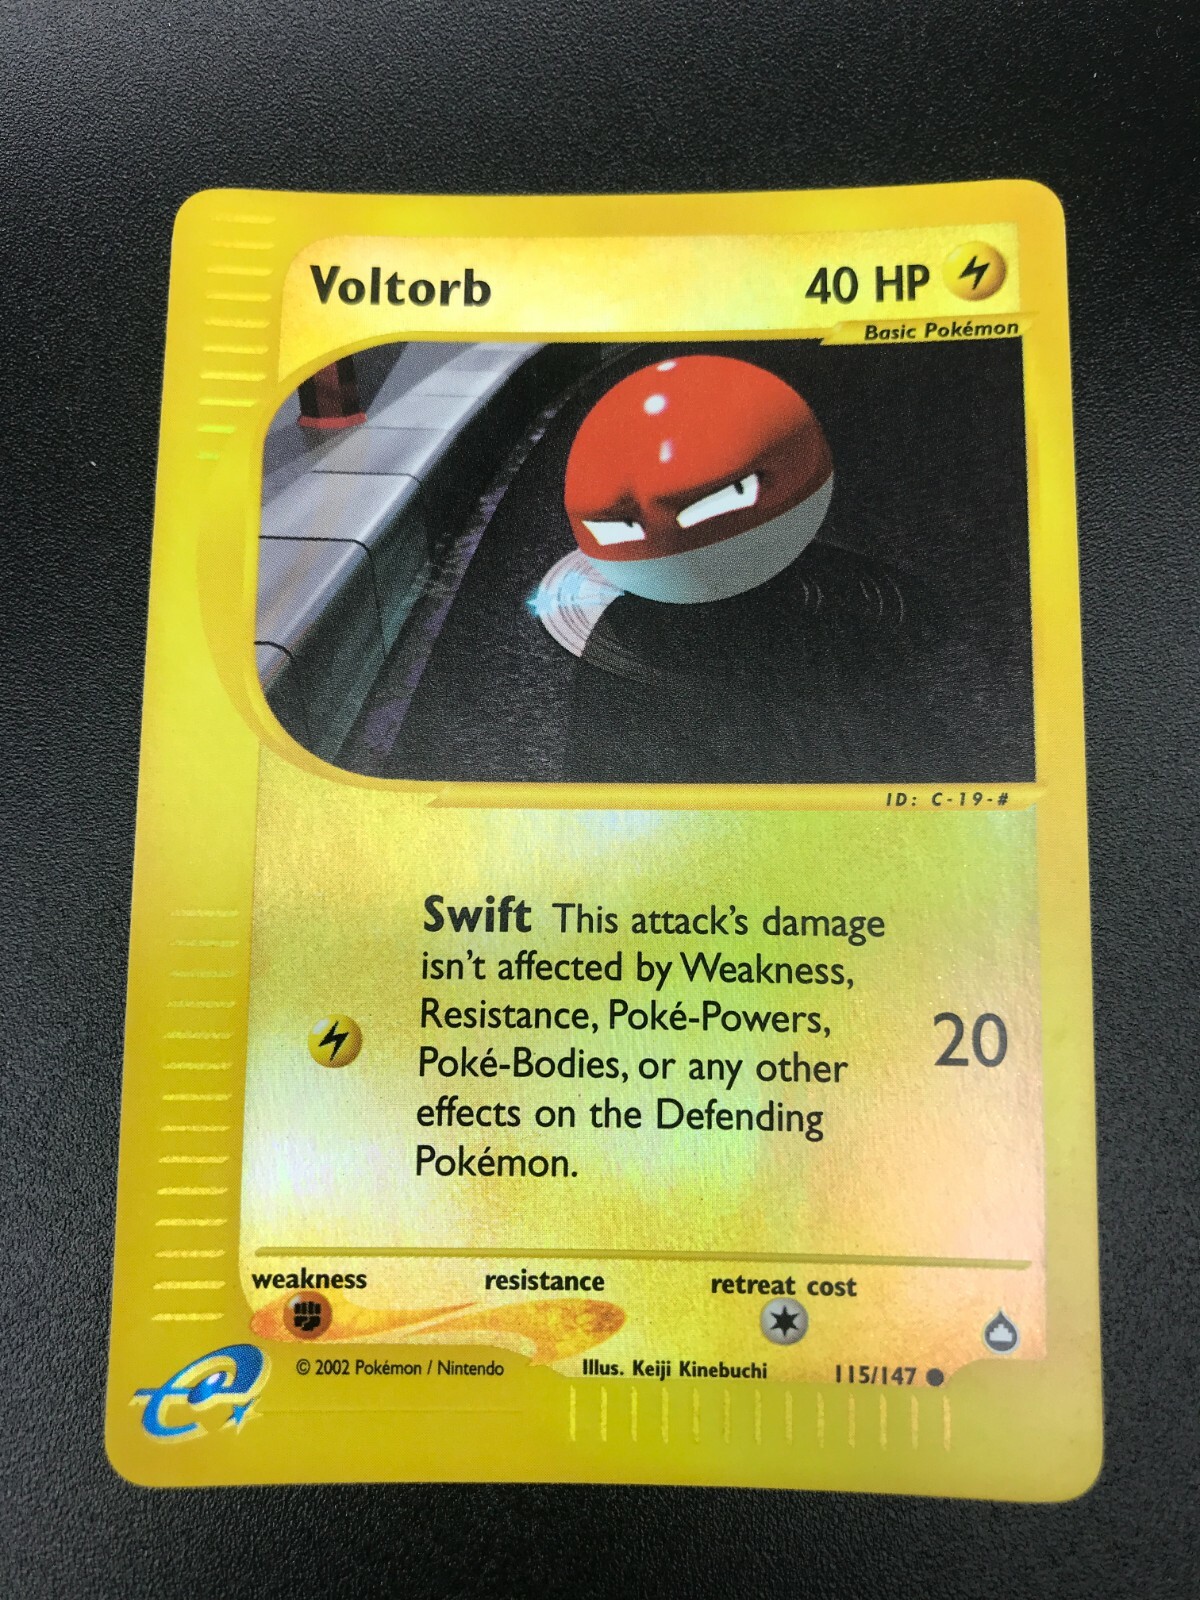 Voltorb 40 HP
Basic Pokémon
ID: C-19-#
Swift This attack's damage
isn't affected by Weakness,
Resistance, Poké-Powers,
Poké-Bodies, or any other
effects on the Defending
Pokémon.
20
weakness resistance retreat cost
© 2002 Pokémon / Nintendo Illus. Keiji Kinebuchi 115/147